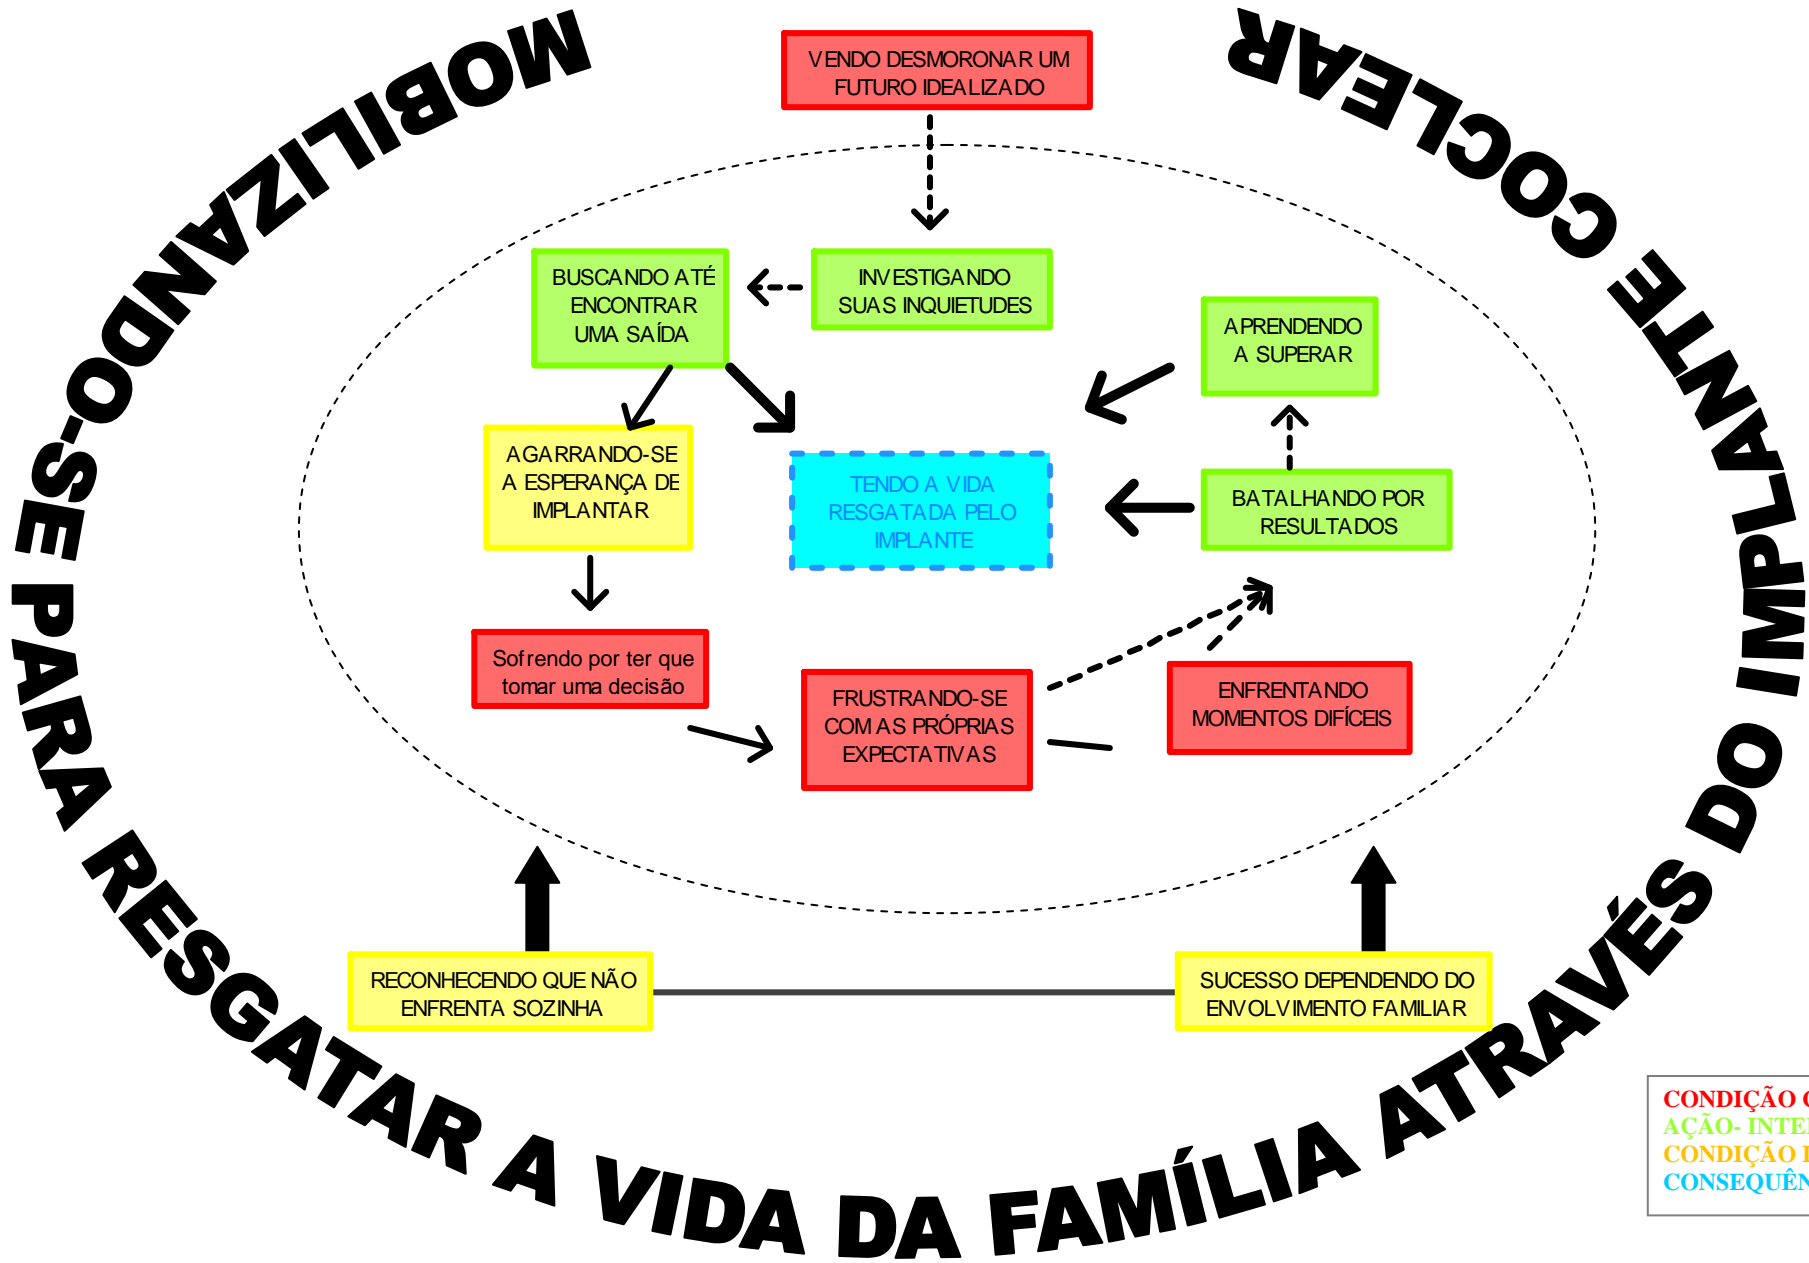 MOBILIZANDO-SE PARA RESGATAR A VIDA DA FAMÍLIA ATRAVÉS DO IMPLANTE COCLEAR
VENDO DESMORONAR UM
FUTURO IDEALIZADO
INVESTIGANDO
SUAS INQUIETUDES
BUSCANDO ATÉ
ENCONTRAR
UMA SAÍDA
APRENDENDO
A SUPERAR
AGARRANDO-SE
A ESPERANÇA DE
IMPLANTAR
TENDO A VIDA
RESGATADA PELO
IMPLANTE
BATALHANDO POR
RESULTADOS
Sofrendo por ter que
tomar uma decisão
FRUSTRANDO-SE
COM AS PRÓPRIAS
EXPECTATIVAS
ENFRENTANDO
MOMENTOS DIFÍCEIS
RECONHECENDO QUE NÃO
ENFRENTA SOZINHA
SUCESSO DEPENDENDO DO
ENVOLVIMENTO FAMILIAR
CONDIÇÃO
AÇÃO-
CONDIÇÃO